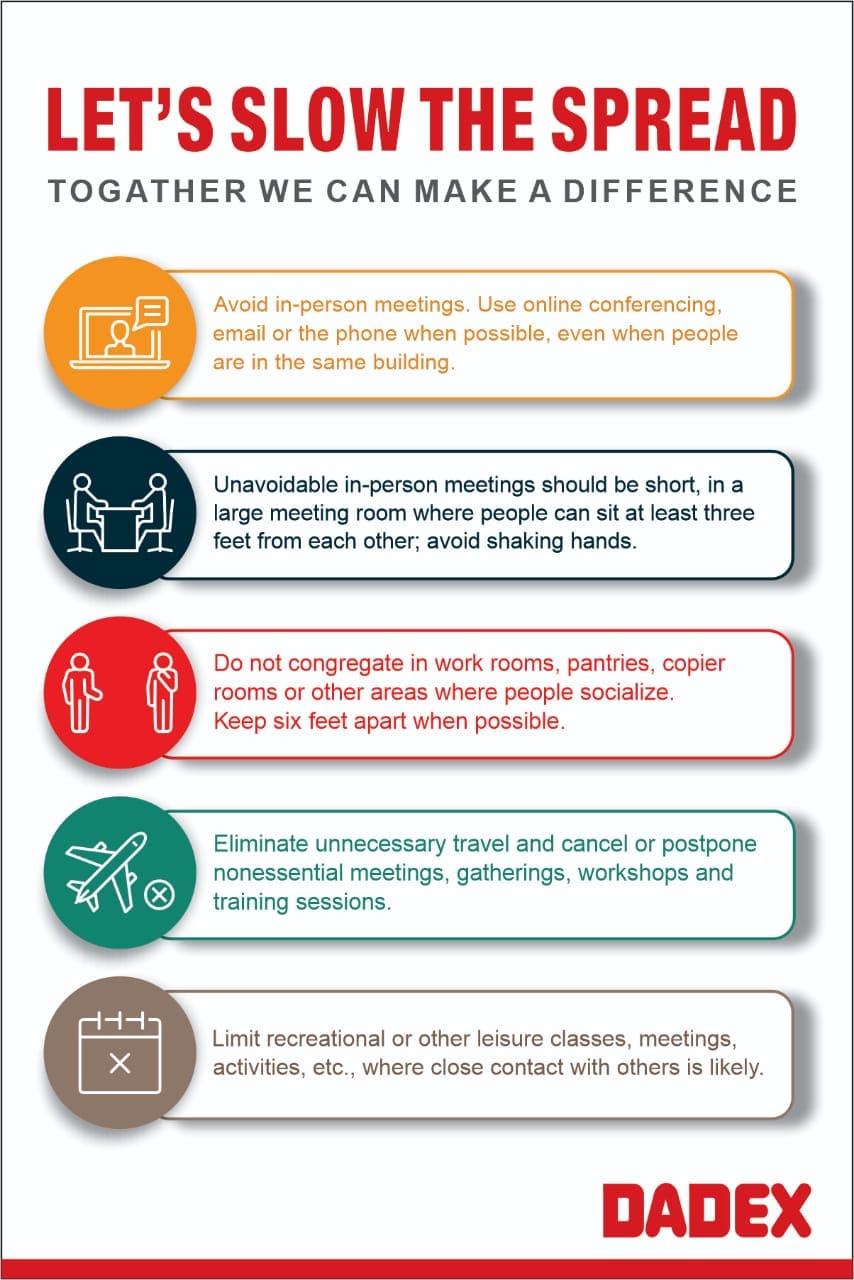 LET'S SLOW THE SPREAD
TOGATHER WE CAN MAKE A DIFFERENCE
Avoid in-person meetings. Use online conferencing,
email or the phone when possible, even when people
are in the same building.
Unavoidable in-person meetings should be short, in a
large meeting room where people can sit at least three
feet from each other; avoid shaking hands.
Do not congregate in work rooms, pantries, copier
rooms or other areas where people socialize.
Keep six feet apart when possible.
Eliminate unnecessary travel and cancel or postpone
nonessential meetings, gatherings, workshops and
training sessions.
Limit recreational or other leisure classes, meetings,
activities, etc., where close contact with others is likely.
DADEX